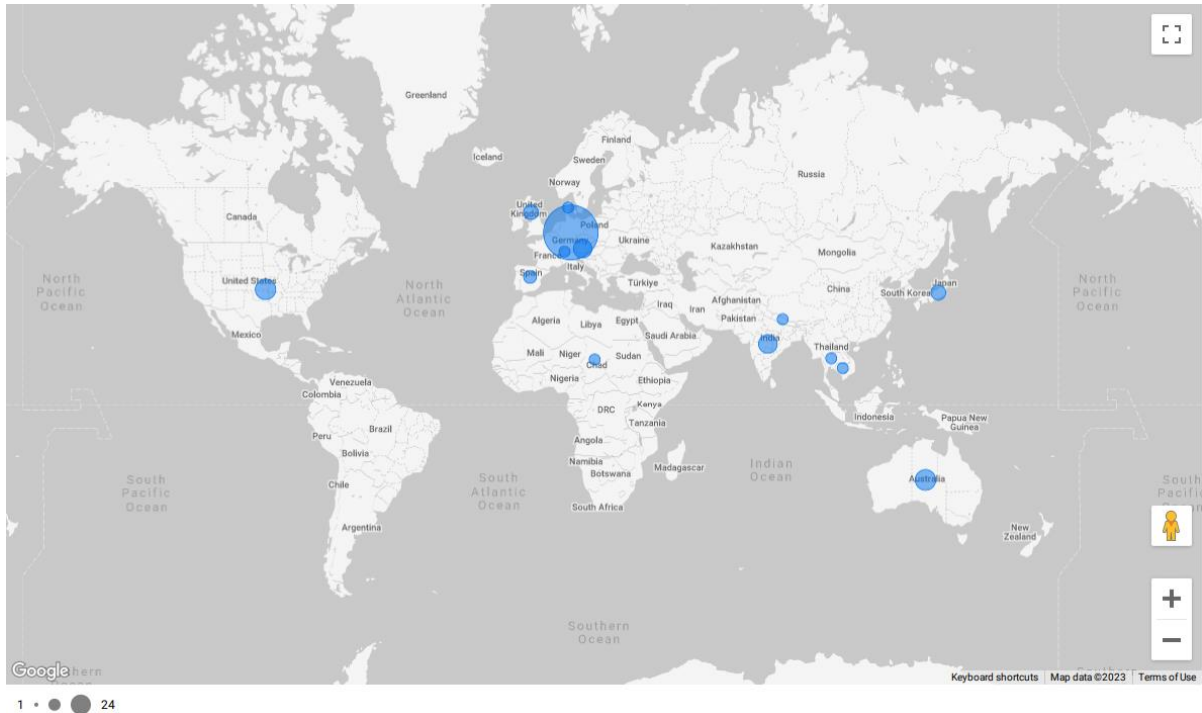 Greenland
Iceland
Finland
Sweden
Norway
Russia
Canada
United
Kingdom
Poland
Germany
Ukraine
Kazakhstan
Mongolia
France
Italy
Spain
Türkiye
United States
North
Pacific
Ocean
North
Atlantic
Ocean
China
South Korea
Japan
North
Pacific
Ocean
Iraq
Iran
Afghanistan
Pakistan
Algeria
Libya
Egypt
Saudi Arabia
Mexico
India
Thailand
Mali
Niger
Chad
Sudan
Nigeria
Ethiopia
Venezuela
Colombia
DRC
Kenya
Tanzania
Indonesia
Papua New
Guinea
Peru
Brazil
Bolivia
Angola
Namibia
Botswana
Madagascar
Indian
Ocean
South
Pacific
Ocean
South
Atlantic
Ocean
Australia
South
Chile
South Africa
Argentina
New
Zealand
Southern
Ocean
Google
Keyboard shortcuts
Map data ©2023
Terms of Use
1
24